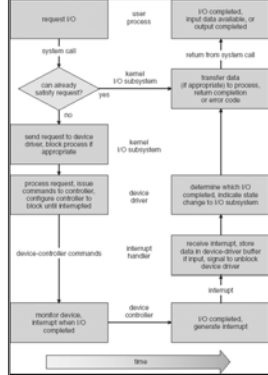 request I/O
user
process
I/O completed,
input data available, or
output completed
system call
return from system call
can already
satisfy request?
yes
kernel
I/O subsystem
transfer data
(if appropriate) to process,
return completion
or error code
no
send request to device
driver, block process if
appropriate
kernel
I/O subsystem
process request, issue
commands to controller,
configure controller to
block until interrupted
device
driver
determine which I/O
completed, indicate state
change to I/O subsystem
device-controller commands
interrupt
handler
receive interrupt, store
data in device-driver buffer
if input, signal to unblock
device driver
interrupt
monitor device,
interrupt when I/O
completed
device
controller
I/O completed,
generate interrupt
time